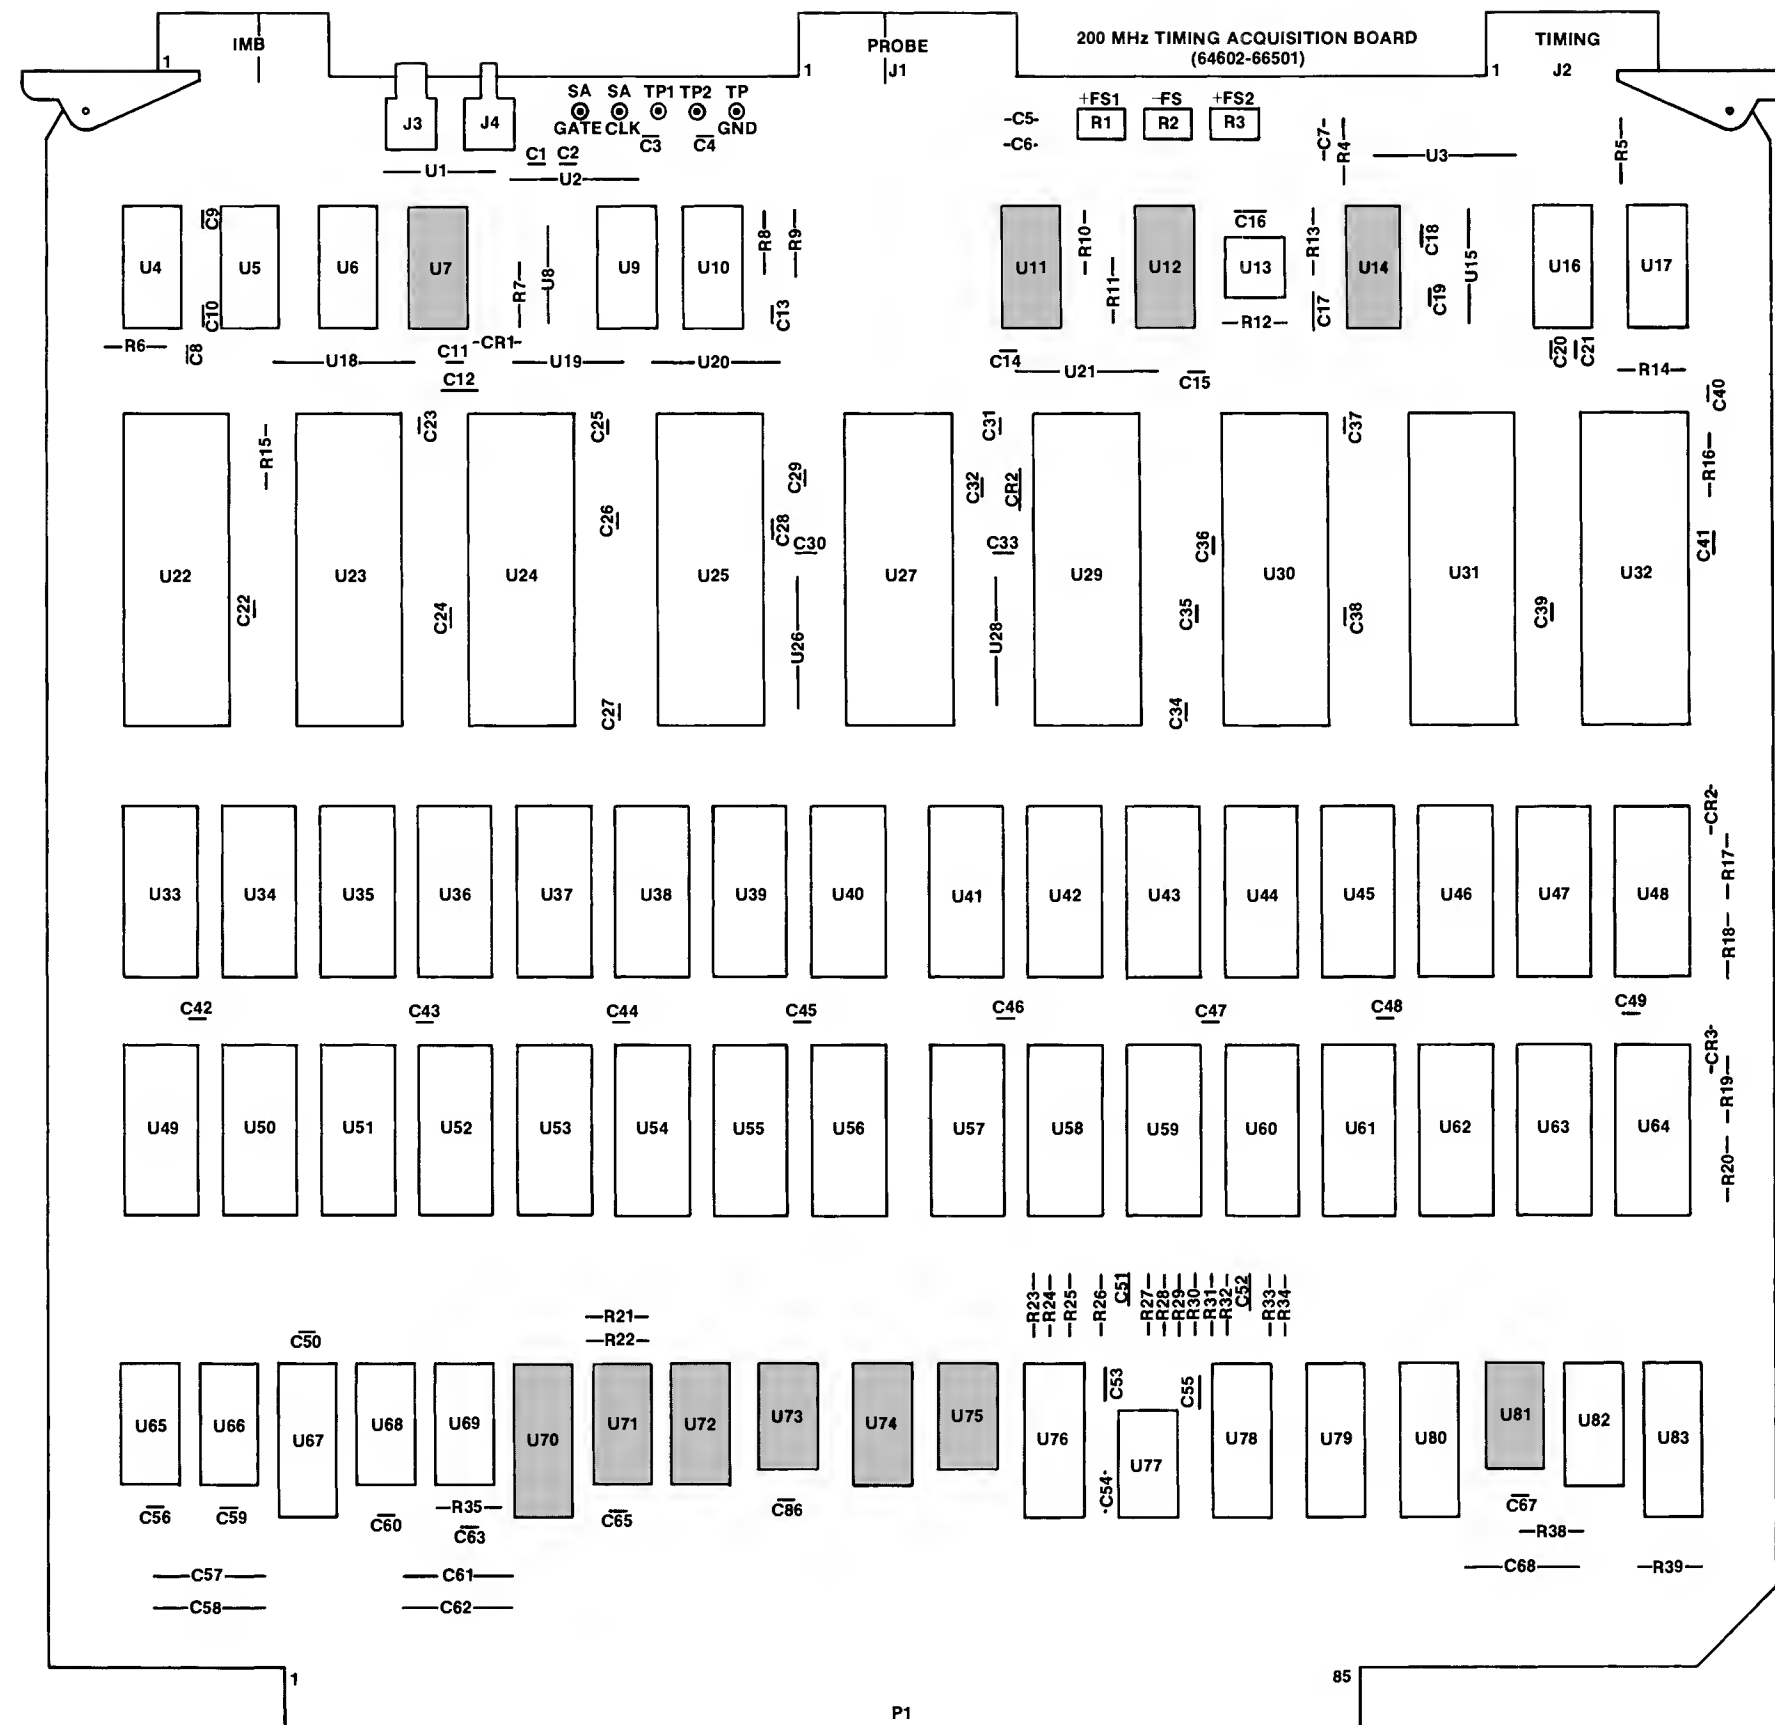 IMB
PROBE
200 MHz TIMING ACQUISITION BOARD
TIMING
1
1
J1
(64602-66501)
1
J2
SA SA TP1 TP2 TP
+FS1 −FS +FS2
J3 J4
GATE CLK GND
C3 C4
C5
C6
R1 R2 R3
C7 R4
U3
R5
C1 C2
U1
U2
C9
C16
U4 U5 U6 U7
R7 U8
U9 U10
R8 R9
U11
R10
R11
U12 U13
R13
U14
C18
C19
U15
U16 U17
C10
C13
R12
C17
R6
C8
U18
C11
CR1
U19
U20
C14
U21
C15
C20 C21
R14
C12
C40
R15
C23
C25
C31
C37
R16
C29
C32
CR2
C26
C28
C30
C33
C36
C41
U22 U23 U24 U25 U27 U29 U30 U31 U32
C22
C24
U26
U28
C35
C38
C39
C27
C34
CR2
R17
U33 U34 U35 U36 U37 U38 U39 U40 U41 U42 U43 U44 U45 U46 U47 U48
R18
C42 C43 C44 C45 C46 C47 C48 C49
CR3
R19
U49 U50 U51 U52 U53 U54 U55 U56 U57 U58 U59 U60 U61 U62 U63 U64
R20
R23 R24 R25 R26 C51 R27 R28 R29 R30 R31 R32 C52 R33 R34
R21
C50
R22
C53
C55
U65 U66 U67 U68 U69 U70 U71 U72 U73 U74 U75 U76 U77 U78 U79 U80 U81 U82 U83
C54
C56 C59 C60
R35
C63
C65
C86
C67
R38
C57
C61
C68
R39
C58
C62
1
85
P1